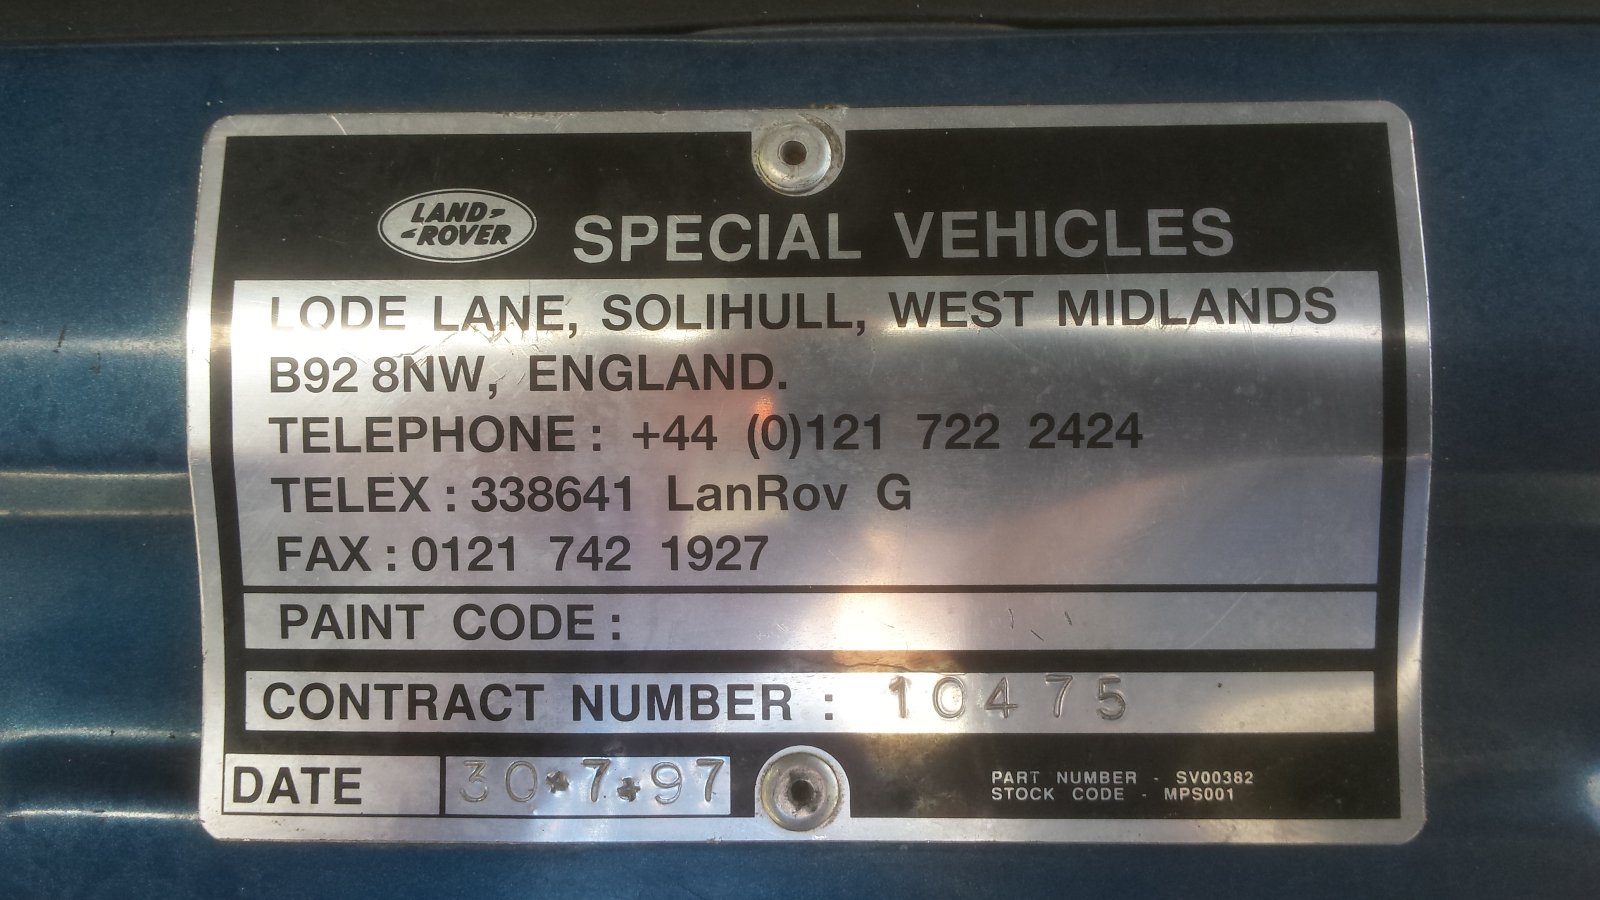 LAND-
-ROVER
SPECIAL VEHICLES
LODE LANE, SOLIHULL, WEST MIDLANDS
B92 8NW, ENGLAND.
TELEPHONE : +44 (0)121 722 2424
TELEX : 338641 LanRov G
FAX : 0121 742 1927
PAINT CODE :
CONTRACT NUMBER : 10475
DATE 30*7*97
PART NUMBER - SV00382
STOCK CODE - MPS001